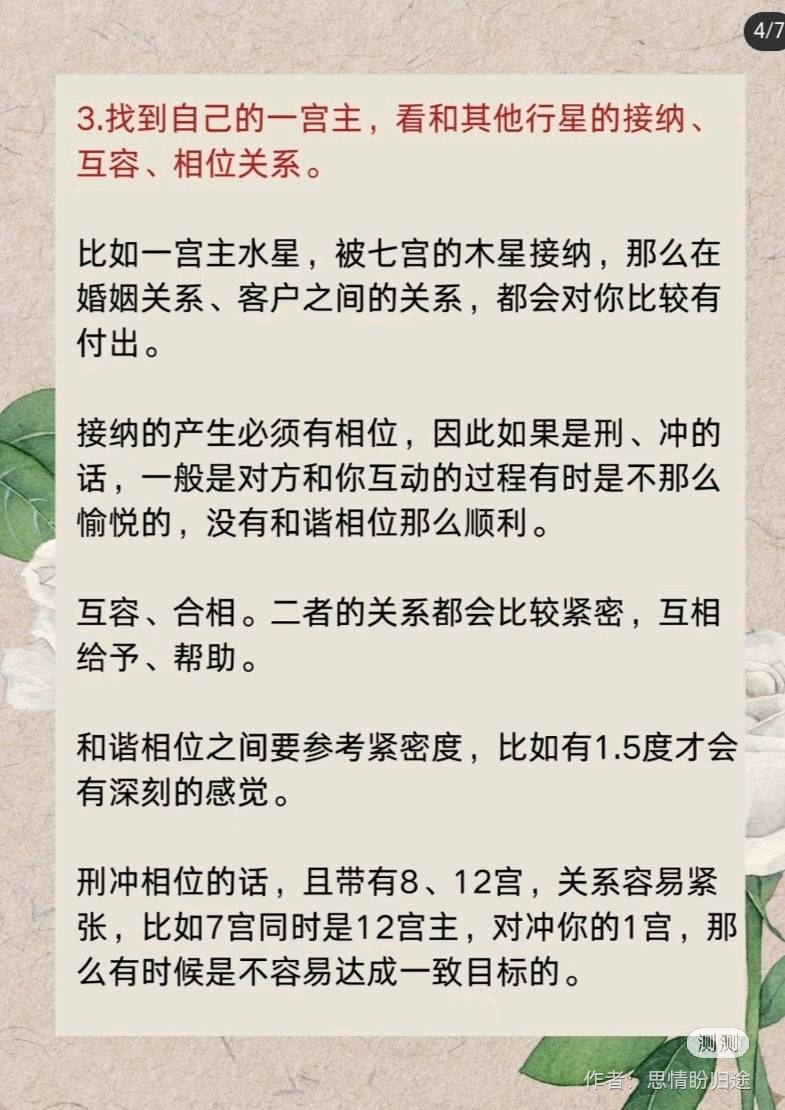 4/7
3.找到自己的一宫主，看和其他行星的接纳、
互容、相位关系。
比如一宫主水星，被七宫的木星接纳，那么在
婚姻关系、客户之间的关系，都会对你比较有
付出。
接纳的产生必须有相位，因此如果是刑、冲的
话，一般是对方和你互动的过程有时是不那么
愉悦的，没有和谐相位那么顺利。
互容、合相。二者的关系都会比较紧密，互相
给予、帮助。
和谐相位之间要参考紧密度，比如有1.5度才会
有深刻的感觉。
刑冲相位的话，且带有8、12宫，关系容易紧
张，比如7宫同时是12宫主，对冲你的1宫，那
么有时候是不容易达成一致目标的。
测测
作者：思情盼归途